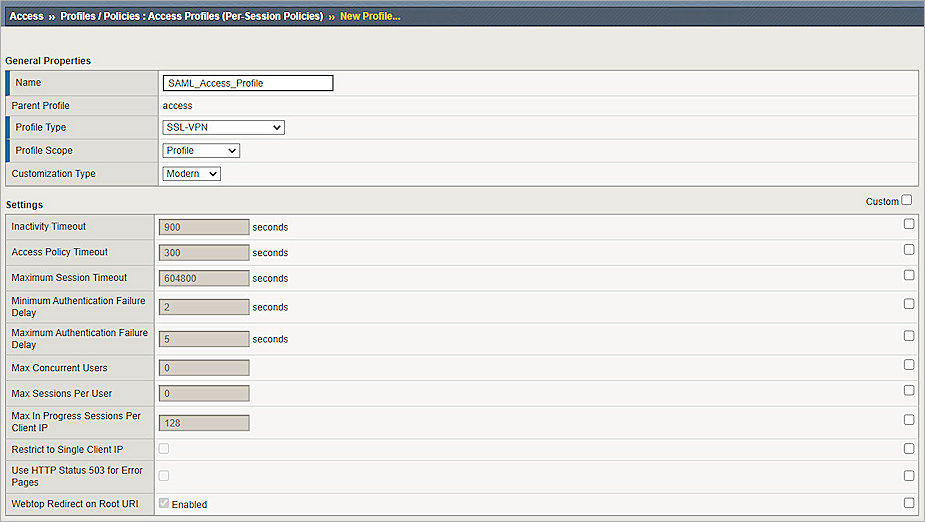 Access » Profiles / Policies : Access Profiles (Per-Session Policies) » New Profile...
General Properties
Name SAML_Access_Profile
Parent Profile access
Profile Type SSL-VPN
Profile Scope Profile
Customization Type Modern
Settings Custom
Inactivity Timeout 900 seconds
Access Policy Timeout 300 seconds
Maximum Session Timeout 604800 seconds
Minimum Authentication Failure
Delay 2 seconds
Maximum Authentication Failure
Delay 5 seconds
Max Concurrent Users 0
Max Sessions Per User 0
Max In Progress Sessions Per
Client IP 128
Restrict to Single Client IP
Use HTTP Status 503 for Error
Pages
Webtop Redirect on Root URI Enabled